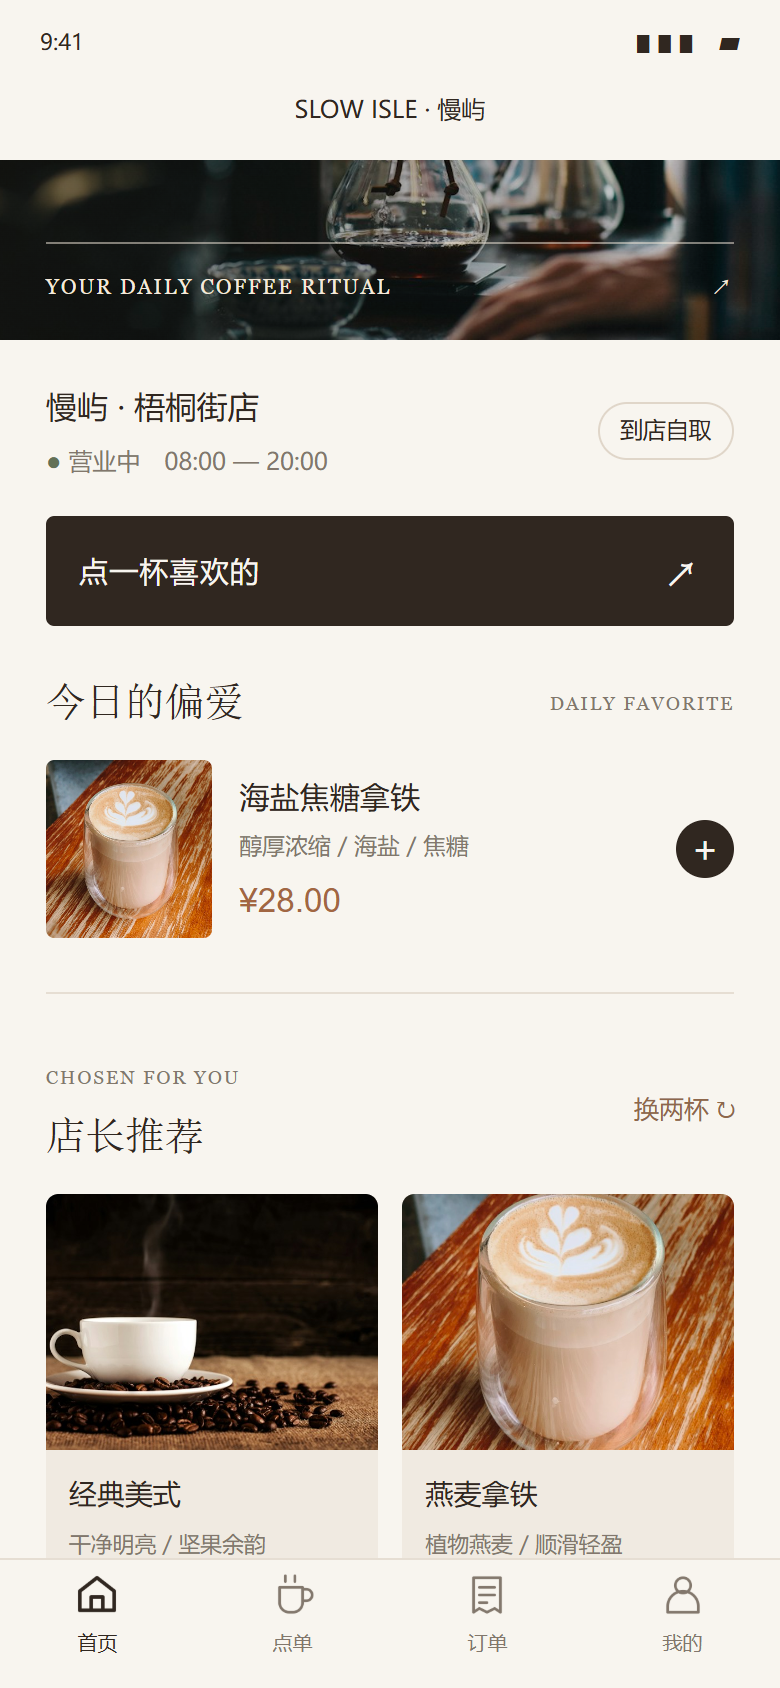 9:41
SLOW ISLE · 慢屿
YOUR DAILY COFFEE RITUAL ↗
慢屿 · 梧桐街店
到店自取
● 营业中 08:00 — 20:00
点一杯喜欢的 ↗
今日的偏爱
DAILY FAVORITE
海盐焦糖拿铁
醇厚浓缩 / 海盐 / 焦糖
¥28.00
+
CHOSEN FOR YOU
店长推荐
换两杯 ↻
经典美式
干净明亮 / 坚果余韵
燕麦拿铁
植物燕麦 / 顺滑轻盈
首页
点单
订单
我的